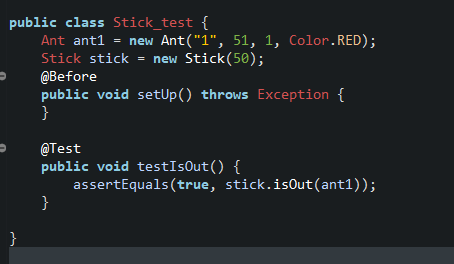 public class Stick_test {
    Ant ant1 = new Ant("1", 51, 1, Color.RED);
    Stick stick = new Stick(50);
    @Before
    public void setUp() throws Exception {
    }

    @Test
    public void testIsOut() {
        assertEquals(true, stick.isOut(ant1));
    }

}